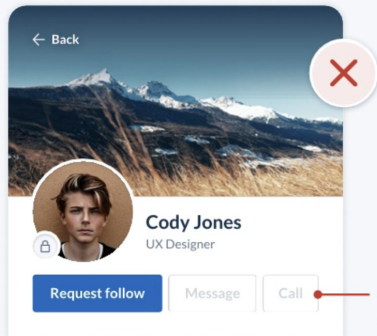 Back
Cody Jones
UX Designer
Request follow
Message
Call